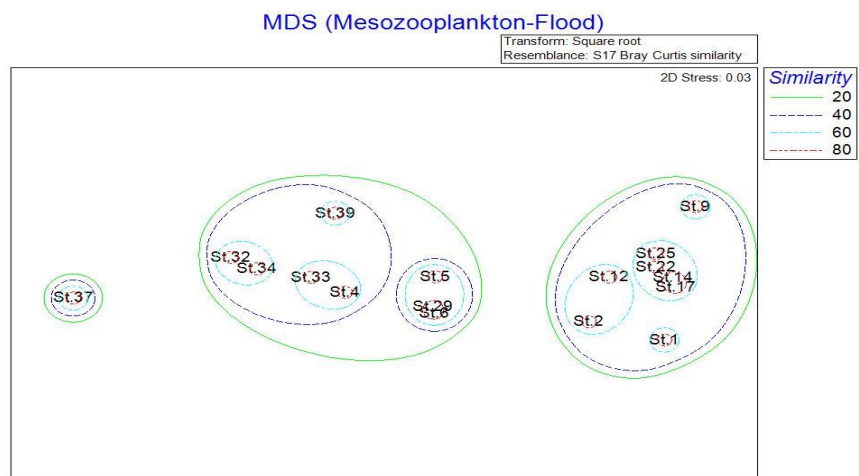 MDS (Mesozooplankton-Flood)
Transform: Square root
Resemblance: S17 Bray Curtis similarity
2D Stress: 0.03
Similarity
20
40
60
80
St.9
St.39
St.25
St.32
St.22
St.34
St.33
St.5
St.12
St.14
St.17
St.4
St.37
St.29
St.6
St.2
St.1